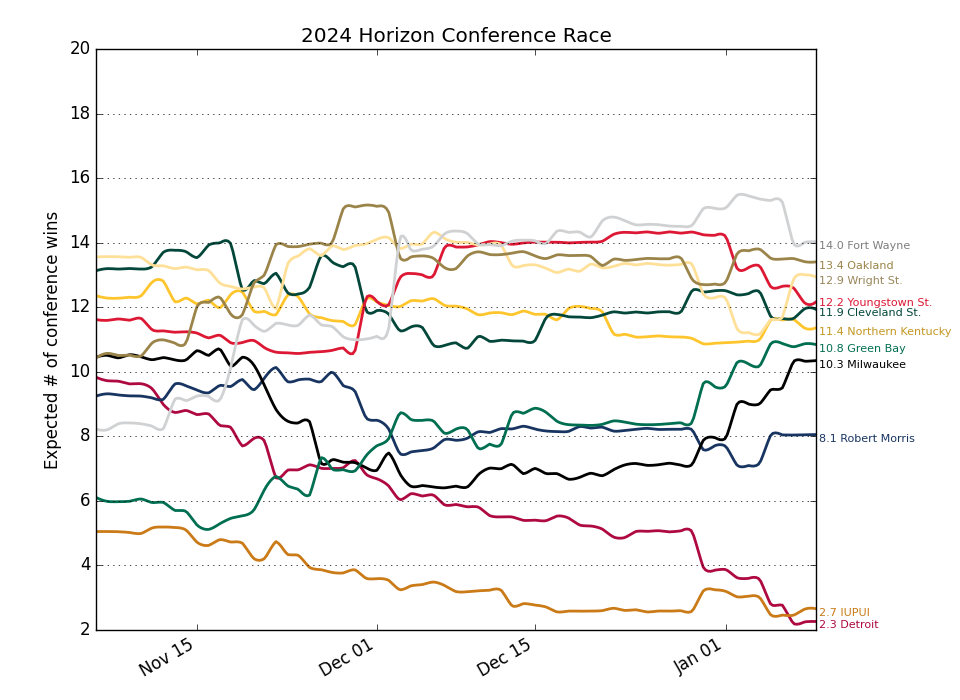 2024 Horizon Conference Race
Expected # of conference wins
20
18
16
14
12
10
8
6
4
2
14.0 Fort Wayne
13.4 Oakland
12.9 Wright St.
12.2 Youngstown St.
11.9 Cleveland St.
11.4 Northern Kentucky
10.8 Green Bay
10.3 Milwaukee
8.1 Robert Morris
2.7 IUPUI
2.3 Detroit
Nov 15
Dec 01
Dec 15
Jan 01